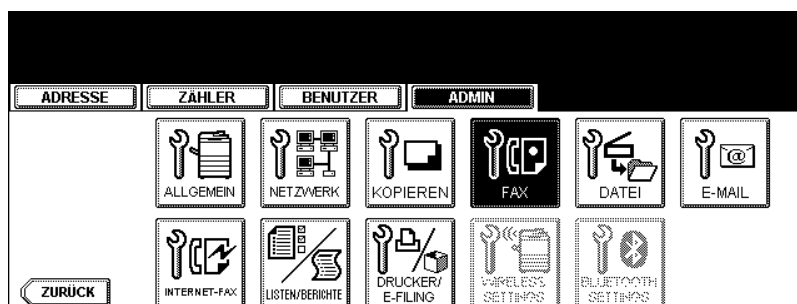 ADRESSE ZÄHLER BENUTZER ADMIN
ALLGEMEIN NETZWERK KOPIEREN FAX DATEI E-MAIL
INTERNET-FAX LISTEN/BERICHTE DRUCKER/
E-FILING WIRELESS
SETTINGS BLUETOOTH
SETTINGS
ZURÜCK